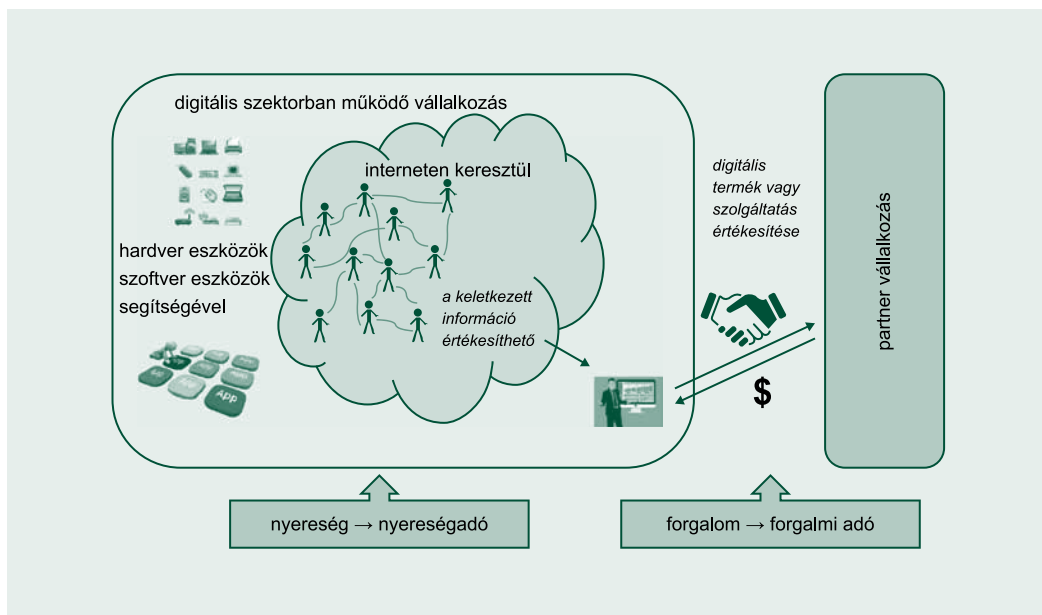 digitális szektorban működő vállalkozás
interneten keresztül
hardver eszközök
szoftver eszközök
segítségével
a keletkezett
információ
értékesíthető
APP
digitális
termék vagy
szolgáltatás
értékesítése
$
partner vállalkozás
nyereség → nyereségadó
forgalom → forgalmi adó